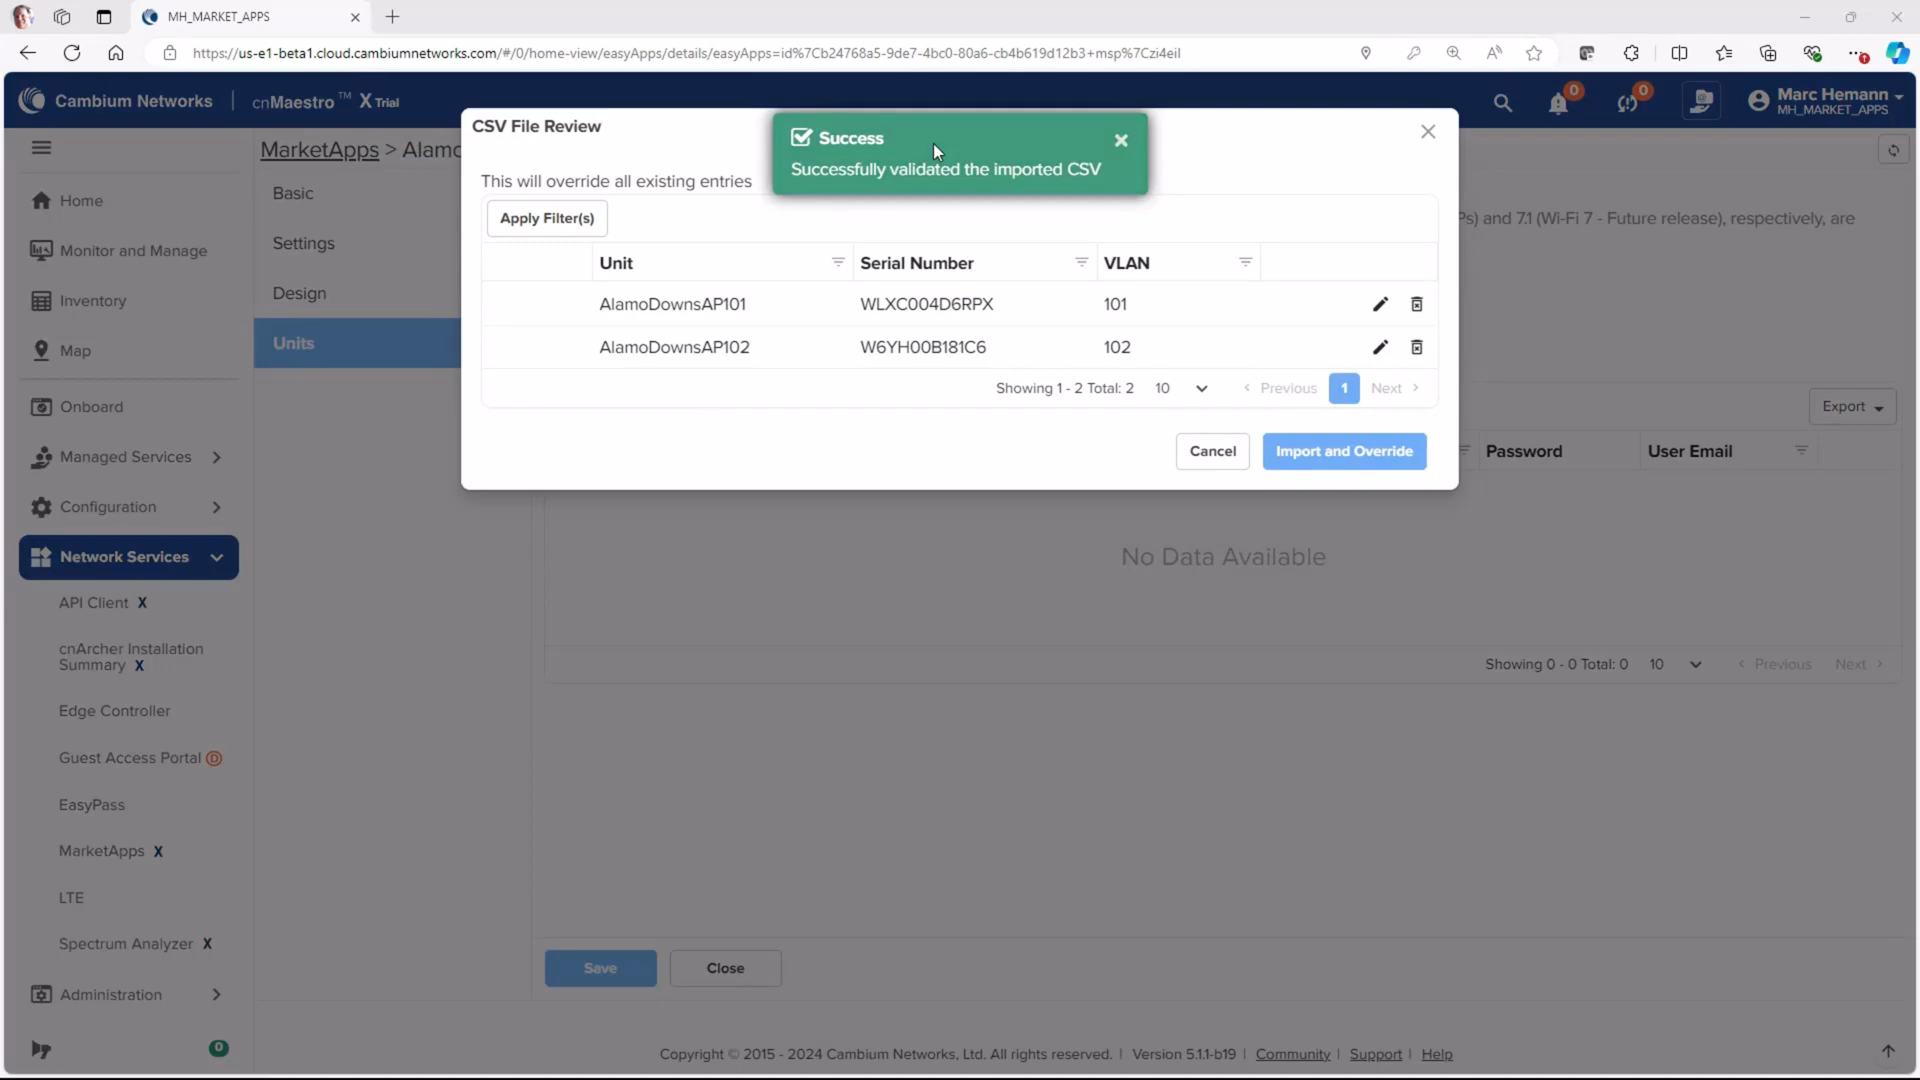 MH_MARKET_APPS
https://us-e1-beta1.cloud.cambiumnetworks.com/#/0/home-view/easyApps/details/easyApps=id%7Cb24768a5-9de7-4bc0-80a6-cb4b619d12b3+msp%7Czi4eil
Cambium Networks | cnMaestro™ X Trial
0
0
Marc Hemann
MH_MARKET_APPS
MarketApps > Alamo
Home
Monitor and Manage
Inventory
Map
Onboard
Managed Services
Configuration
Network Services
API Client X
cnArcher Installation
Summary X
Edge Controller
Guest Access Portal D
EasyPass
MarketApps X
LTE
Spectrum Analyzer X
Administration
0
Basic
Settings
Design
Units
CSV File Review
Success
Successfully validated the imported CSV
This will override all existing entries
Apply Filter(s)
Unit Serial Number VLAN
AlamoDownsAP101 WLXC004D6RPX 101
AlamoDownsAP102 W6YH00B181C6 102
Showing 1 - 2 Total: 2 10 < Previous 1 Next >
Cancel Import and Override
Ps) and 7.1 (Wi-Fi 7 - Future release), respectively, are
Export
Password User Email
No Data Available
Showing 0 - 0 Total: 0 10 < Previous Next >
Save Close
Copyright © 2015 - 2024 Cambium Networks, Ltd. All rights reserved. | Version 5.1.1-b19 | Community | Support | Help